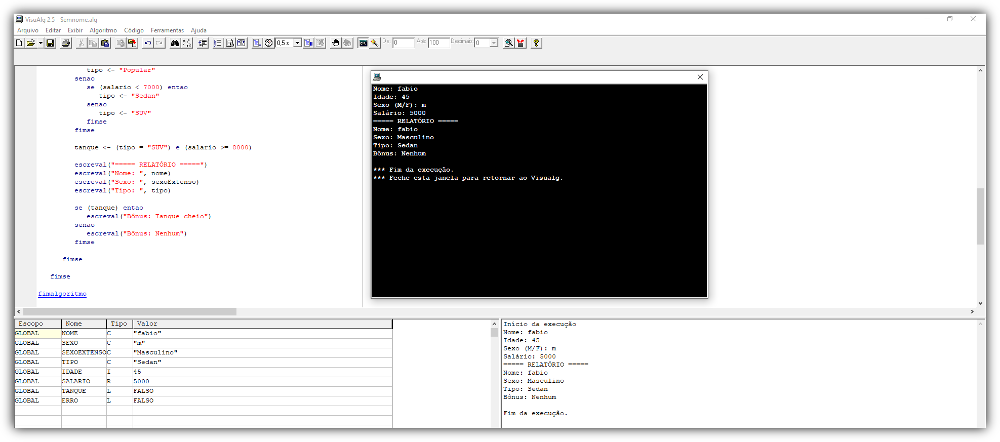 VisuAlg 2.5 - Semnome.alg
Arquivo Editar Exibir Algoritmo Código Ferramentas Ajuda
0,5 s De: 0 Até: 100 Decimais: 0
tipo <- "Popular"
senao
se (salario < 7000) entao
tipo <- "Sedan"
senao
tipo <- "SUV"
fimse
fimse
tanque <- (tipo = "SUV") e (salario >= 8000)
escreval("===== RELATÓRIO =====")
escreval("Nome: ", nome)
escreval("Sexo: ", sexoExtenso)
escreval("Tipo: ", tipo)
se (tanque) entao
escreval("Bônus: Tanque cheio")
senao
escreval("Bônus: Nenhum")
fimse
fimse
fimse
fimalgoritmo
Nome: fabio
Idade: 45
Sexo (M/F): m
Salário: 5000
===== RELATÓRIO =====
Nome: fabio
Sexo: Masculino
Tipo: Sedan
Bônus: Nenhum
*** Fim da execução.
*** Feche esta janela para retornar ao Visualg.
Escopo Nome Tipo Valor
GLOBAL NOME C "fabio"
GLOBAL SEXO C "m"
GLOBAL SEXOEXTENSO C "Masculino"
GLOBAL TIPO C "Sedan"
GLOBAL IDADE I 45
GLOBAL SALARIO R 5000
GLOBAL TANQUE L FALSO
GLOBAL ERRO L FALSO
Início da execução
Nome: fabio
Idade: 45
Sexo (M/F): m
Salário: 5000
===== RELATÓRIO =====
Nome: fabio
Sexo: Masculino
Tipo: Sedan
Bônus: Nenhum
Fim da execução.